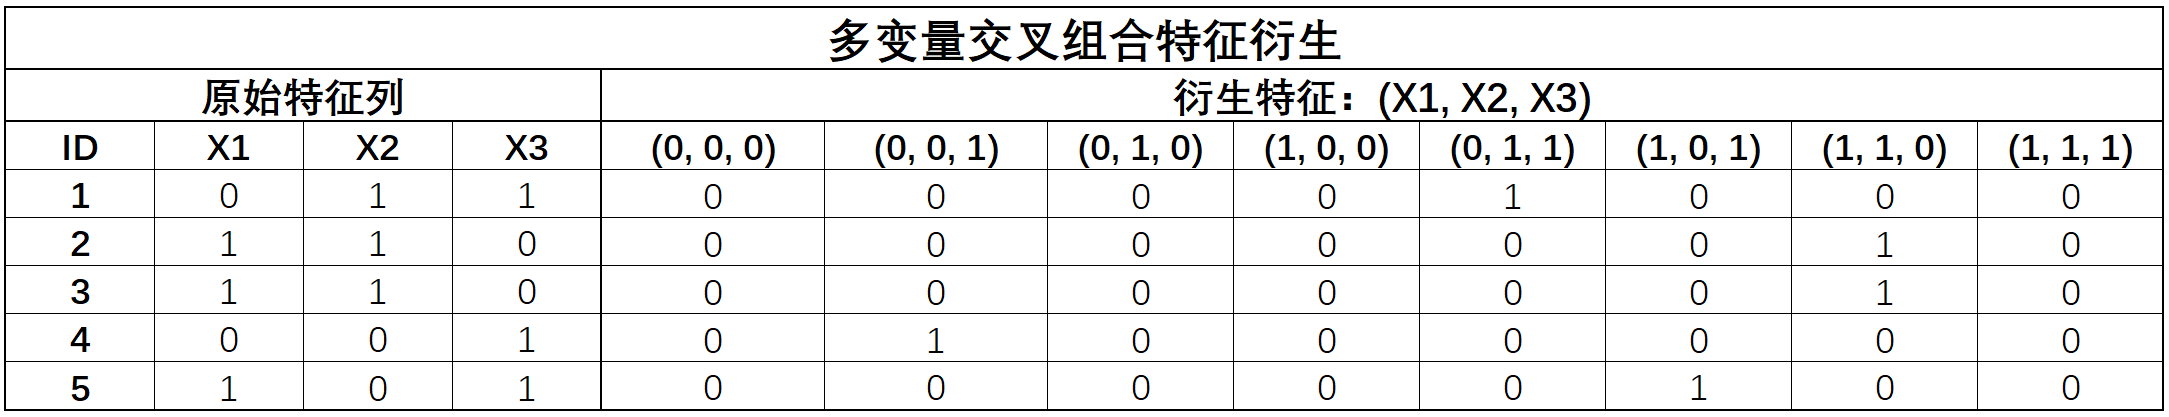 多变量交叉组合特征衍生
原始特征列 衍生特征：(X1, X2, X3)
ID X1 X2 X3 (0, 0, 0) (0, 0, 1) (0, 1, 0) (1, 0, 0) (0, 1, 1) (1, 0, 1) (1, 1, 0) (1, 1, 1)
1 0 1 1 0 0 0 0 1 0 0 0
2 1 1 0 0 0 0 0 0 0 1 0
3 1 1 0 0 0 0 0 0 0 1 0
4 0 0 1 0 1 0 0 0 0 0 0
5 1 0 1 0 0 0 0 0 1 0 0